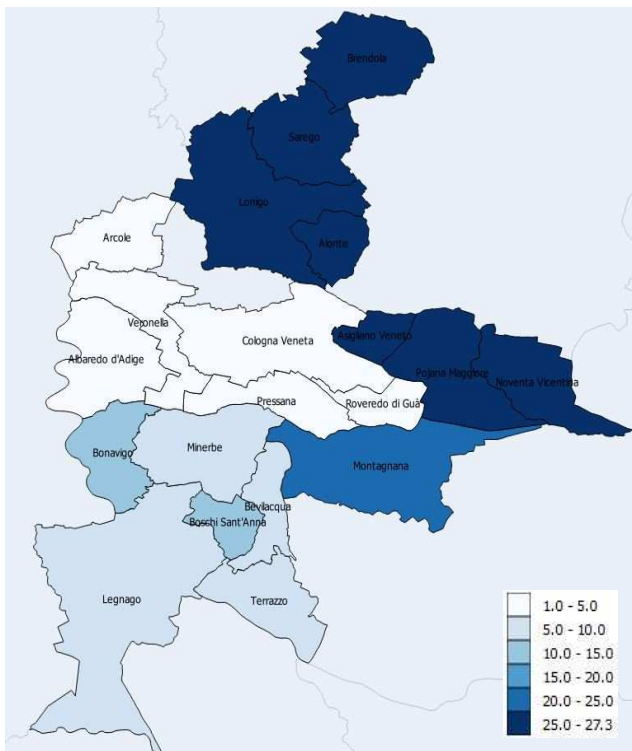 Brendola
Sarego
Lonigo
Alonte
Arcole
Veronella
Cologna Veneta
Asigliano Veneto
Albaredo d'Adige
Pojana Maggiore
Noventa Vicentina
Pressana
Roveredo di Guà
Bonavigo
Minerbe
Montagnana
Bevilacqua
Boschi Sant'Anna
Legnago
Terrazzo
1.0 - 5.0
5.0 - 10.0
10.0 - 15.0
15.0 - 20.0
20.0 - 25.0
25.0 - 27.3